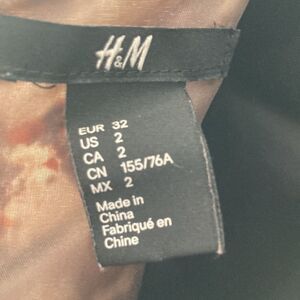 H&M
EUR 32
US 2
CA 2
CN 155/76A
MX 2
Made in
China
Fabriqué en
Chine